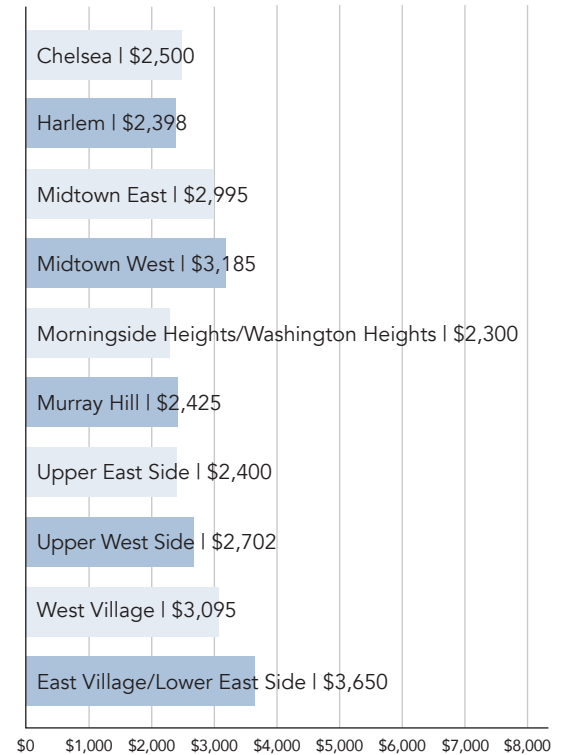 Chelsea | $2,500
Harlem | $2,398
Midtown East | $2,995
Midtown West | $3,185
Morningside Heights/Washington Heights | $2,300
Murray Hill | $2,425
Upper East Side | $2,400
Upper West Side | $2,702
West Village | $3,095
East Village/Lower East Side | $3,650
$0 $1,000 $2,000 $3,000 $4,000 $5,000 $6,000 $7,000 $8,000